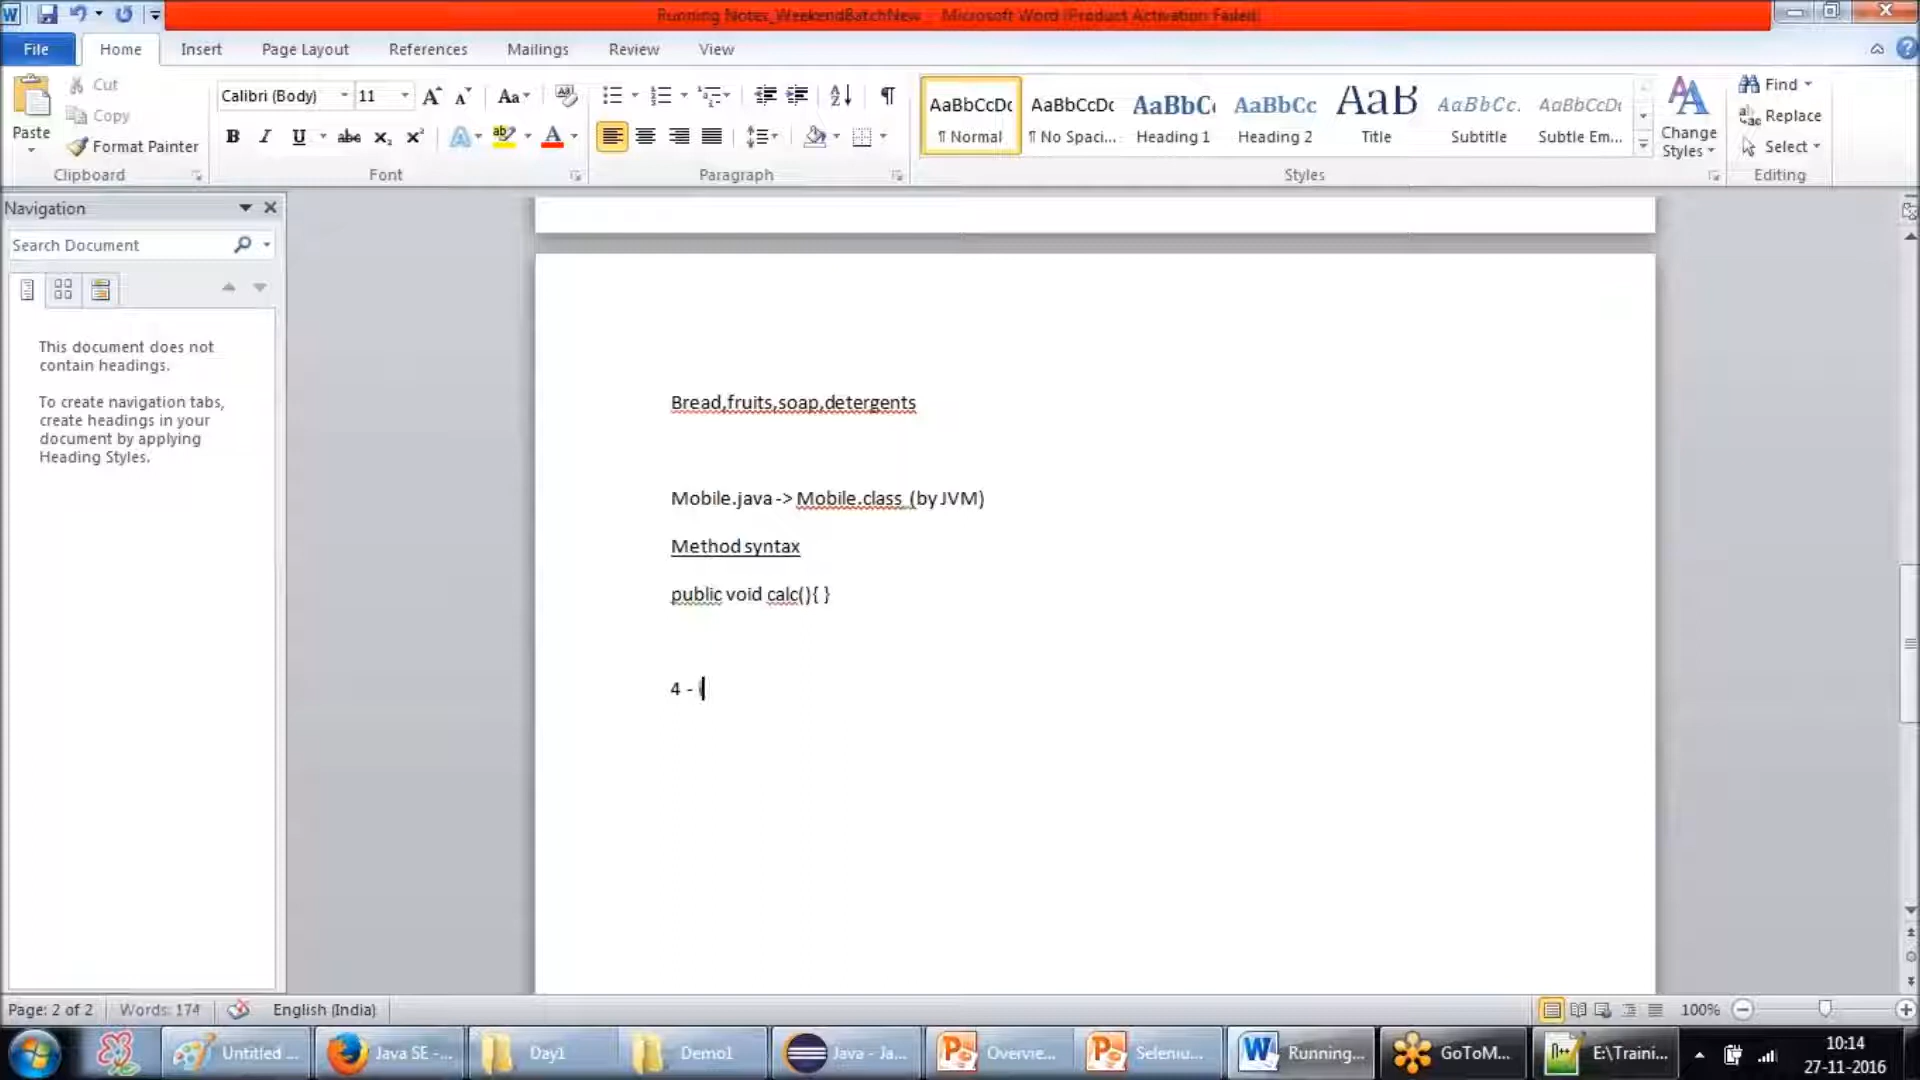 Running Notes_WeekendBatchNew - Microsoft Word (Product Activation Failed)
File Home Insert Page Layout References Mailings Review View
Paste
Cut
Copy
Format Painter
Clipboard
Calibri (Body) 11
Font
Paragraph
AaBbCcDc AaBbCcDc AaBbC AaBbCc AaB AaBbCc. AaBbCcDc
¶ Normal ¶ No Spaci... Heading 1 Heading 2 Title Subtitle Subtle Em...
Change
Styles
Styles
Find
Replace
Select
Editing
Navigation
Search Document
This document does not
contain headings.
To create navigation tabs,
create headings in your
document by applying
Heading Styles.
Bread,fruits,soap,detergents
Mobile.java -> Mobile.class (by JVM)
Method syntax
public void calc(){ }
4 - (
Page: 2 of 2 Words: 174 English (India) 100%
Untitled ... Java SE -... Day1 Demo1 Java - Ja... Overvie... Seleniu... Running... GoToM... E:\Traini...
10:14
27-11-2016